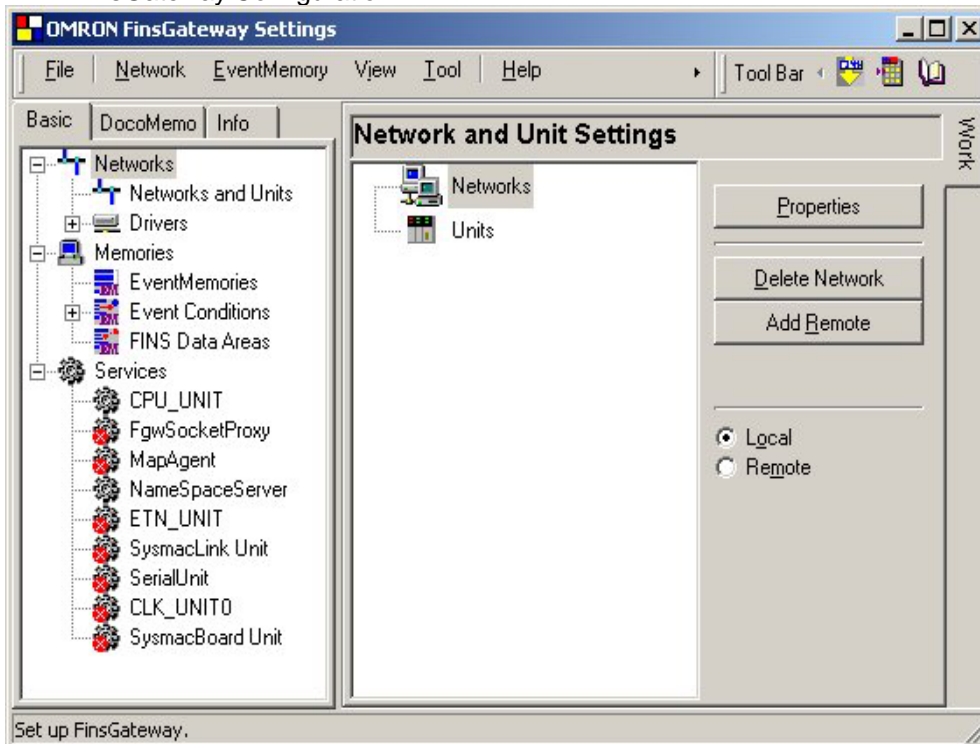 Gateway Configuration
OMRON FinsGateway Settings
File Network EventMemory View Tool Help Tool Bar
Basic DocoMemo Info
Networks
Networks and Units
Drivers
Memories
EventMemories
Event Conditions
FINS Data Areas
Services
CPU_UNIT
FgwSocketProxy
MapAgent
NameSpaceServer
ETN_UNIT
SysmacLink Unit
SerialUnit
CLK_UNIT0
SysmacBoard Unit
Network and Unit Settings
Networks
Units
Properties
Delete Network
Add Remote
Local
Remote
Work
Set up FinsGateway.